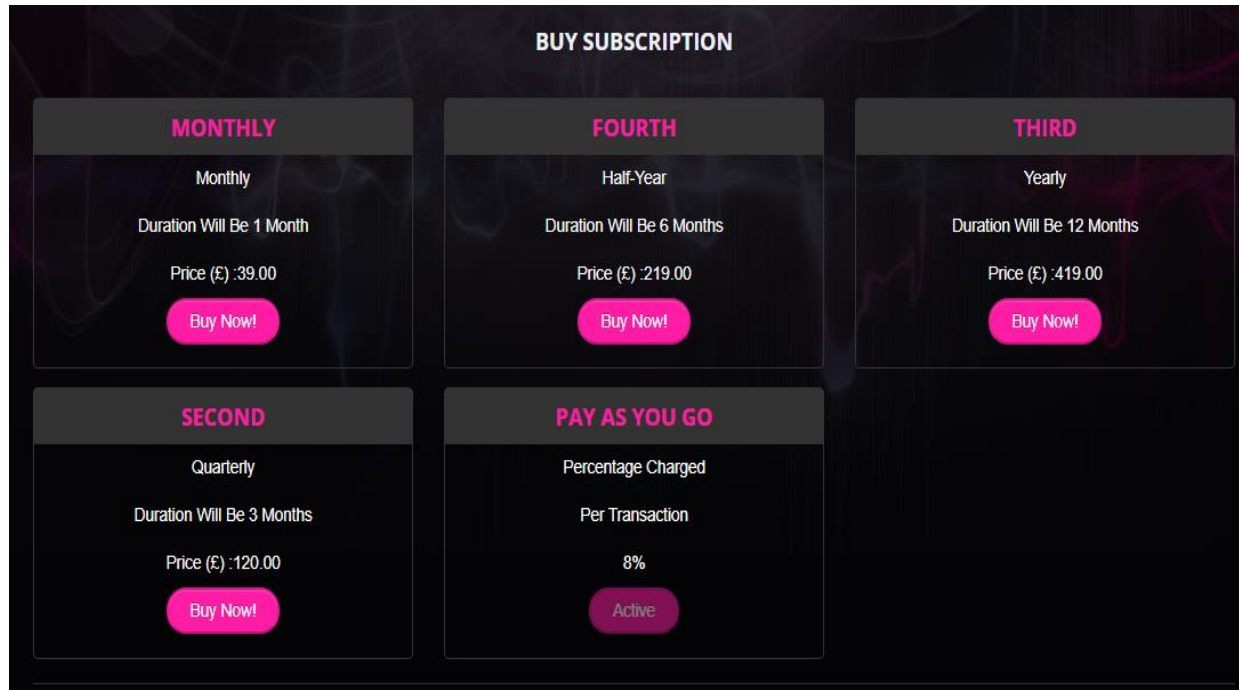 BUY SUBSCRIPTION
MONTHLY
Monthly
Duration Will Be 1 Month
Price (£) :39.00
Buy Now!
FOURTH
Half-Year
Duration Will Be 6 Months
Price (£) :219.00
Buy Now!
THIRD
Yearly
Duration Will Be 12 Months
Price (£) :419.00
Buy Now!
SECOND
Quarterly
Duration Will Be 3 Months
Price (£) :120.00
Buy Now!
PAY AS YOU GO
Percentage Charged
Per Transaction
8%
Active